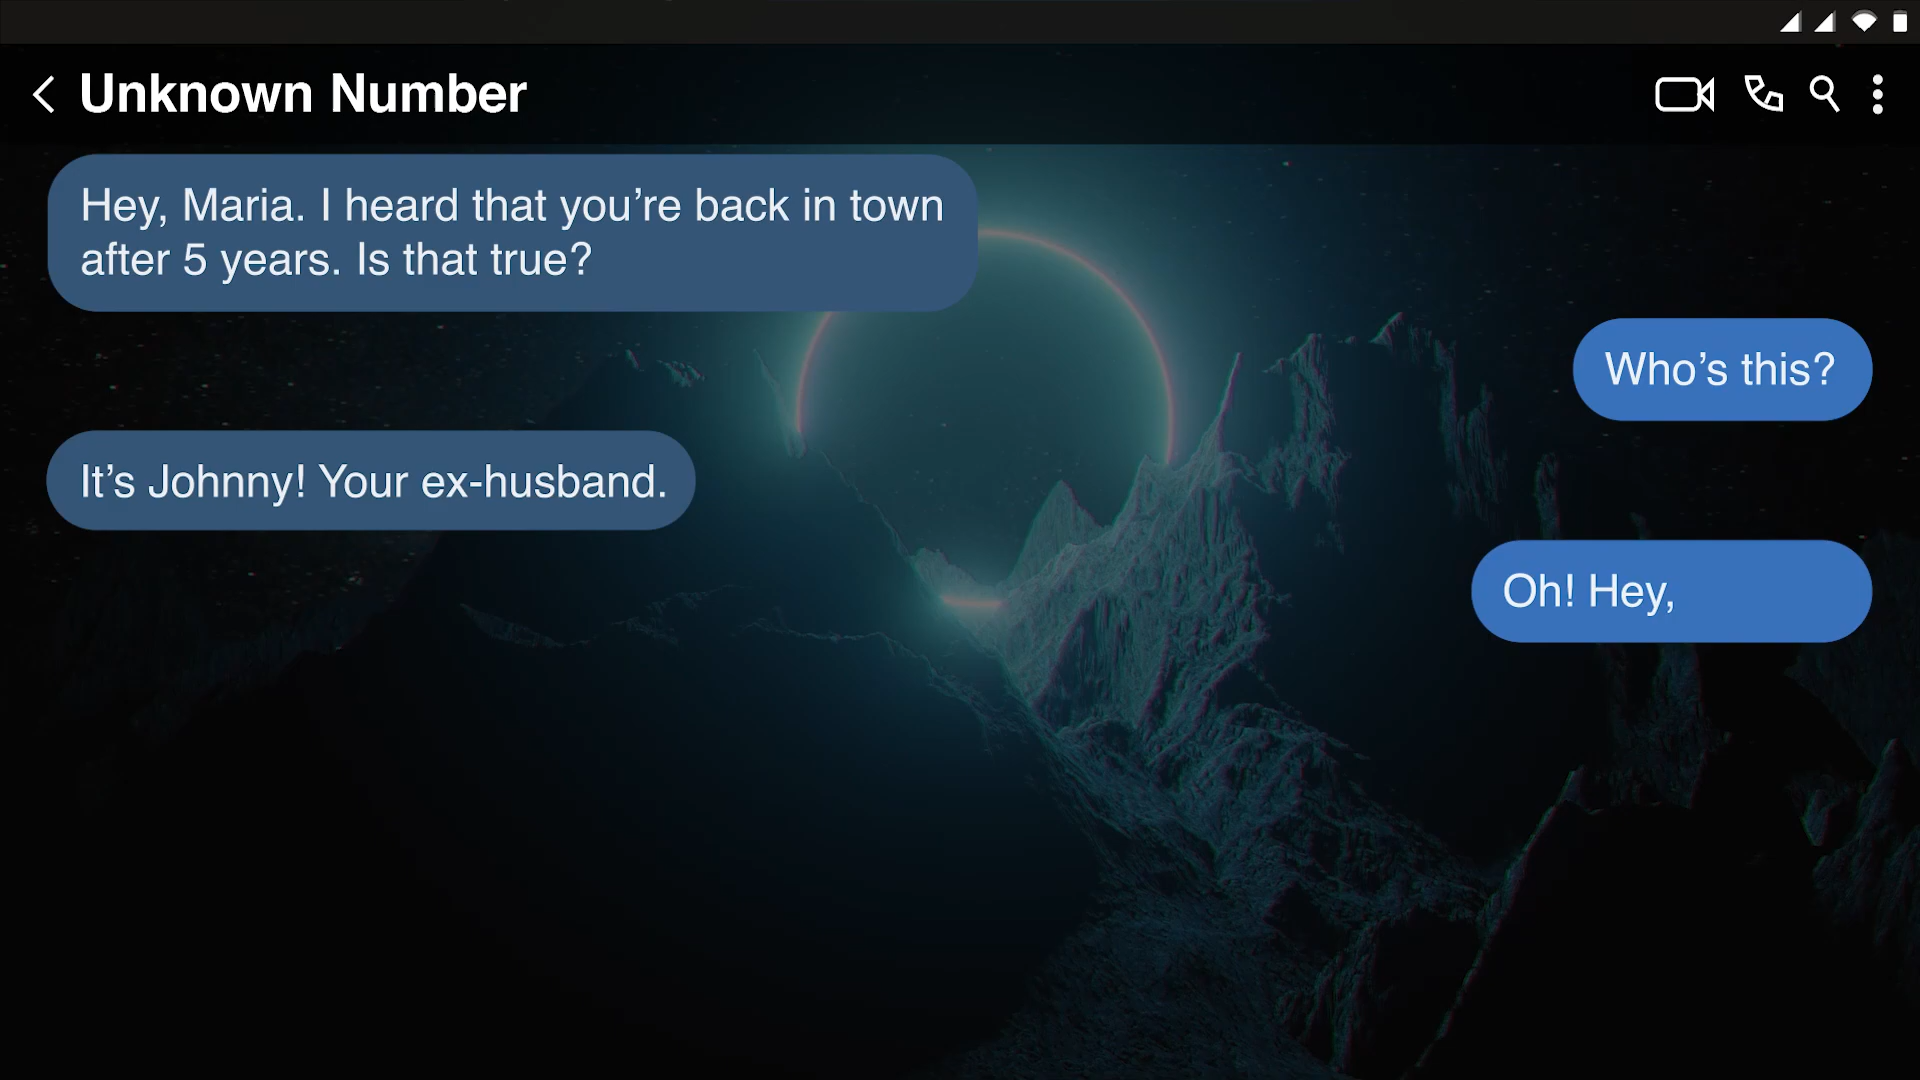 Unknown Number
Hey, Maria. I heard that you’re back in town
after 5 years. Is that true?
Who’s this?
It’s Johnny! Your ex-husband.
Oh! Hey,